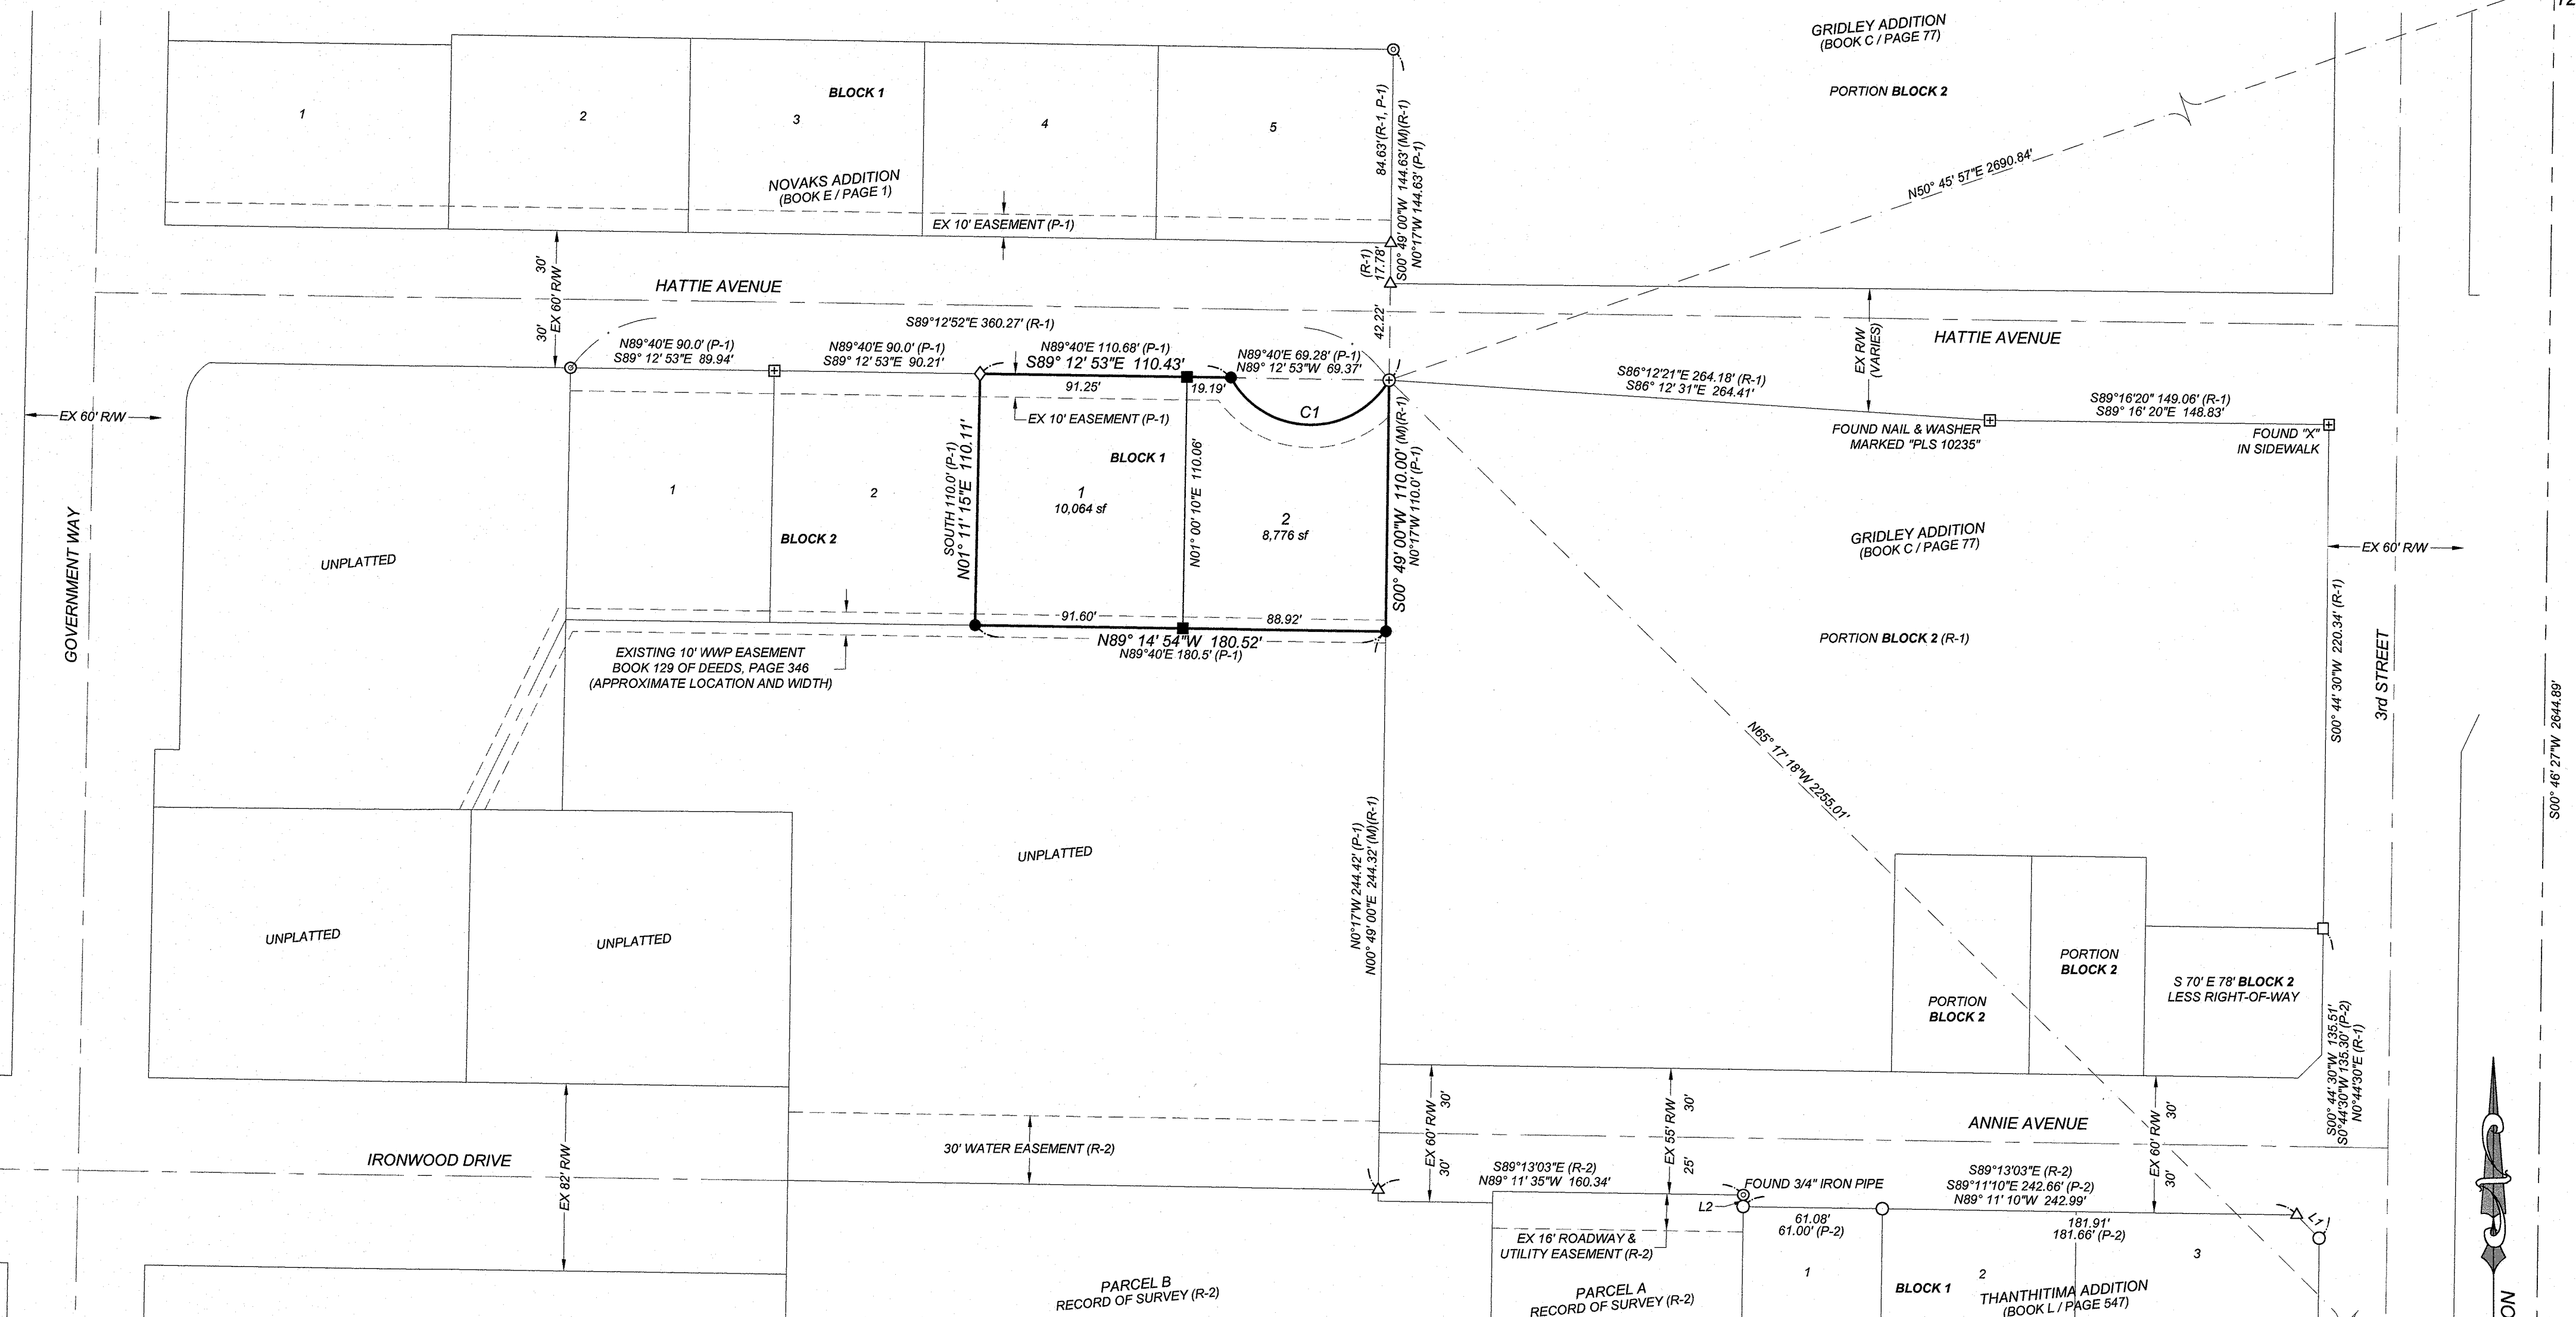 GRIDLEY ADDITION
(BOOK C / PAGE 77)
PORTION BLOCK 2
BLOCK 1
1
2
3
4
5
NOVAKS ADDITION
(BOOK E / PAGE 1)
EX 10' EASEMENT (P-1)
84.63' (R-1, P-1)
S00° 49' 00"W 144.63' (M)(R-1)
N0°17'W 144.63' (P-1)
(R-1)
17.78'
42.22'
N50° 45' 57"E 2690.84'
HATTIE AVENUE
30'
EX 60' R/W
30'
S89°12'52"E 360.27' (R-1)
N89°40'E 90.0' (P-1)
S89° 12' 53"E 89.94'
N89°40'E 90.0' (P-1)
S89° 12' 53"E 90.21'
N89°40'E 110.68' (P-1)
S89° 12' 53"E 110.43'
91.25'
19.19'
N89°40'E 69.28' (P-1)
N89° 12' 53"W 69.37'
C1
EX 10' EASEMENT (P-1)
HATTIE AVENUE
EX R/W
(VARIES)
S86°12'21"E 264.18' (R-1)
S86° 12' 31"E 264.41'
S89°16'20" 149.06' (R-1)
S89° 16' 20"E 148.83'
FOUND NAIL & WASHER
MARKED "PLS 10235"
FOUND "X"
IN SIDEWALK
EX 60' R/W
GOVERNMENT WAY
UNPLATTED
1
2
BLOCK 2
SOUTH 110.0' (P-1)
N01° 11' 15"E 110.11'
BLOCK 1
1
10,064 sf
N01° 00' 10"E 110.06'
2
8,776 sf
S00° 49' 00"W 110.00' (M)(R-1)
N0°17'W 110.0' (P-1)
91.60'
88.92'
N89° 14' 54"W 180.52'
N89°40'E 180.5' (P-1)
EXISTING 10' WWP EASEMENT
BOOK 129 OF DEEDS, PAGE 346
(APPROXIMATE LOCATION AND WIDTH)
GRIDLEY ADDITION
(BOOK C / PAGE 77)
PORTION BLOCK 2 (R-1)
EX 60' R/W
S00° 44' 30"W 220.34' (R-1)
3rd STREET
S00° 46' 27"W 2644.89'
N65° 17' 18"W 2255.01'
UNPLATTED
UNPLATTED
UNPLATTED
N0°17'W 244.42' (P-1)
N00° 49' 00"E 244.32' (M)(R-1)
PORTION
BLOCK 2
PORTION
BLOCK 2
S 70' E 78' BLOCK 2
LESS RIGHT-OF-WAY
S00° 44' 30"W 135.51'
S0°44'30"W 135.30' (P-2)
N0°44'30"E (R-1)
IRONWOOD DRIVE
EX 82' R/W
30' WATER EASEMENT (R-2)
30'
EX 60' R/W
30'
30'
EX 55' R/W
25'
ANNIE AVENUE
30'
EX 60' R/W
30'
S89°13'03"E (R-2)
N89° 11' 35"W 160.34'
FOUND 3/4" IRON PIPE
L2
S89°13'03"E (R-2)
S89°11'10"E 242.66' (P-2)
N89° 11' 10"W 242.99'
61.08'
61.00' (P-2)
181.91'
181.66' (P-2)
L1
EX 16' ROADWAY &
UTILITY EASEMENT (R-2)
PARCEL B
RECORD OF SURVEY (R-2)
PARCEL A
RECORD OF SURVEY (R-2)
1
BLOCK 1
2
3
THANTHITIMA ADDITION
(BOOK L / PAGE 547)